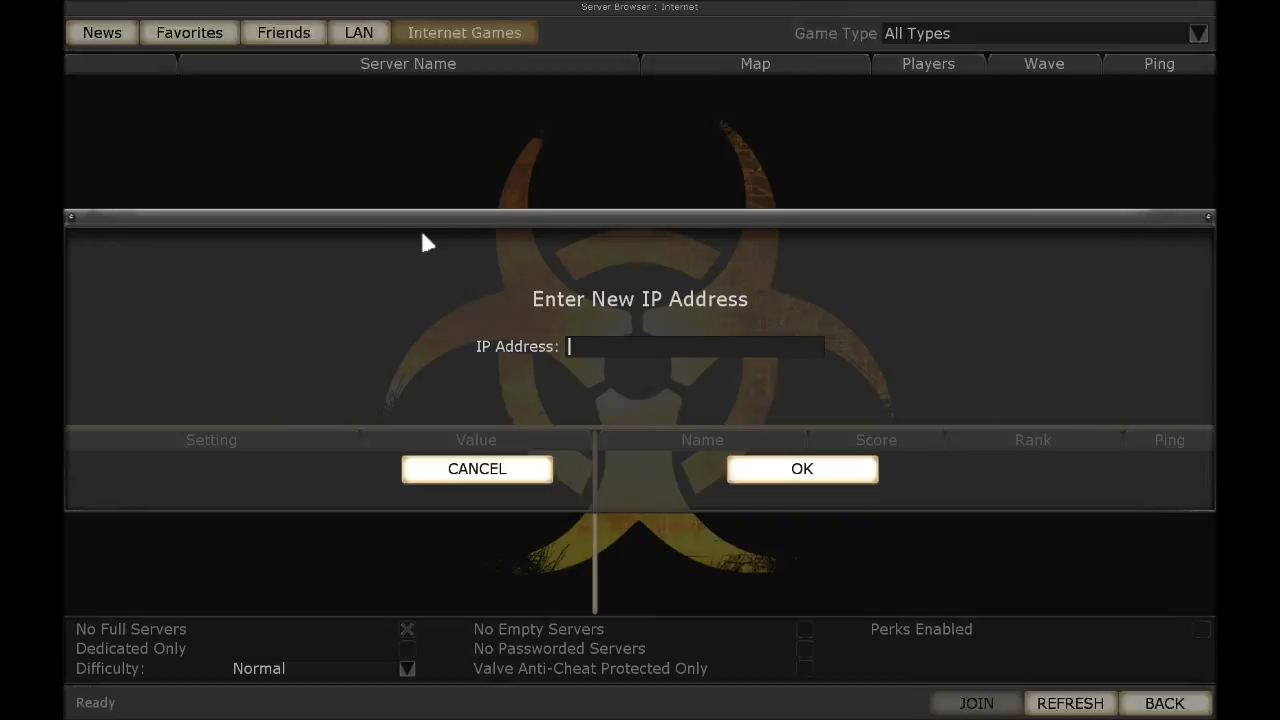 Server Browser : Internet
News Favorites Friends LAN Internet Games Game Type All Types
Server Name Map Players Wave Ping
Enter New IP Address
IP Address:
Setting Value Name Score Rank Ping
CANCEL OK
No Full Servers No Empty Servers Perks Enabled
Dedicated Only No Passworded Servers
Difficulty: Normal Valve Anti-Cheat Protected Only
Ready JOIN REFRESH BACK